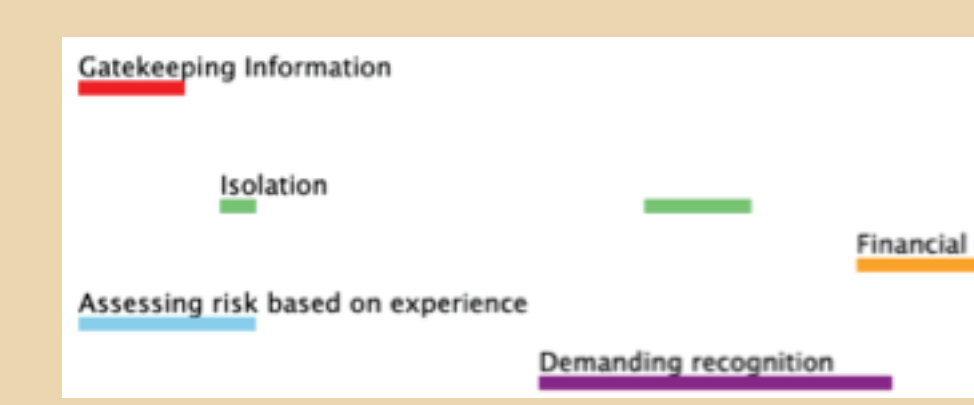 Gatekeeping Information
Isolation
Financial
Assessing risk based on experience
Demanding recognition